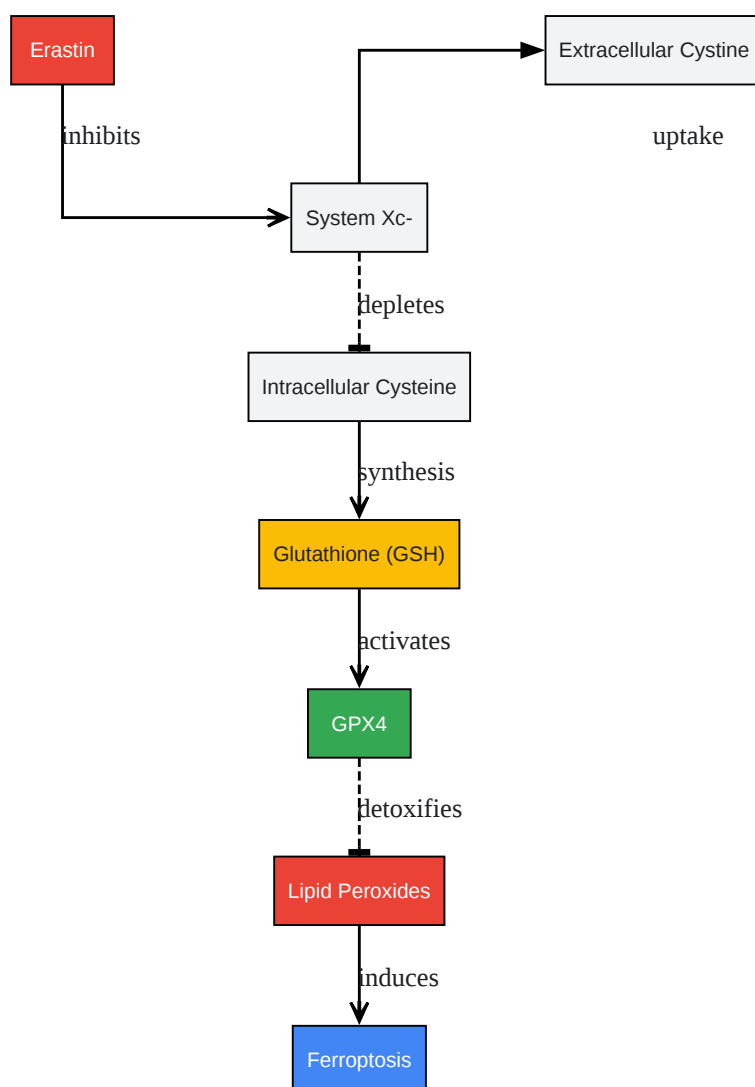 Erastin
Extracellular Cystine
inhibits
uptake
System Xc-
depletes
Intracellular Cysteine
synthesis
Glutathione (GSH)
activates
GPX4
detoxifies
Lipid Peroxides
induces
Ferroptosis